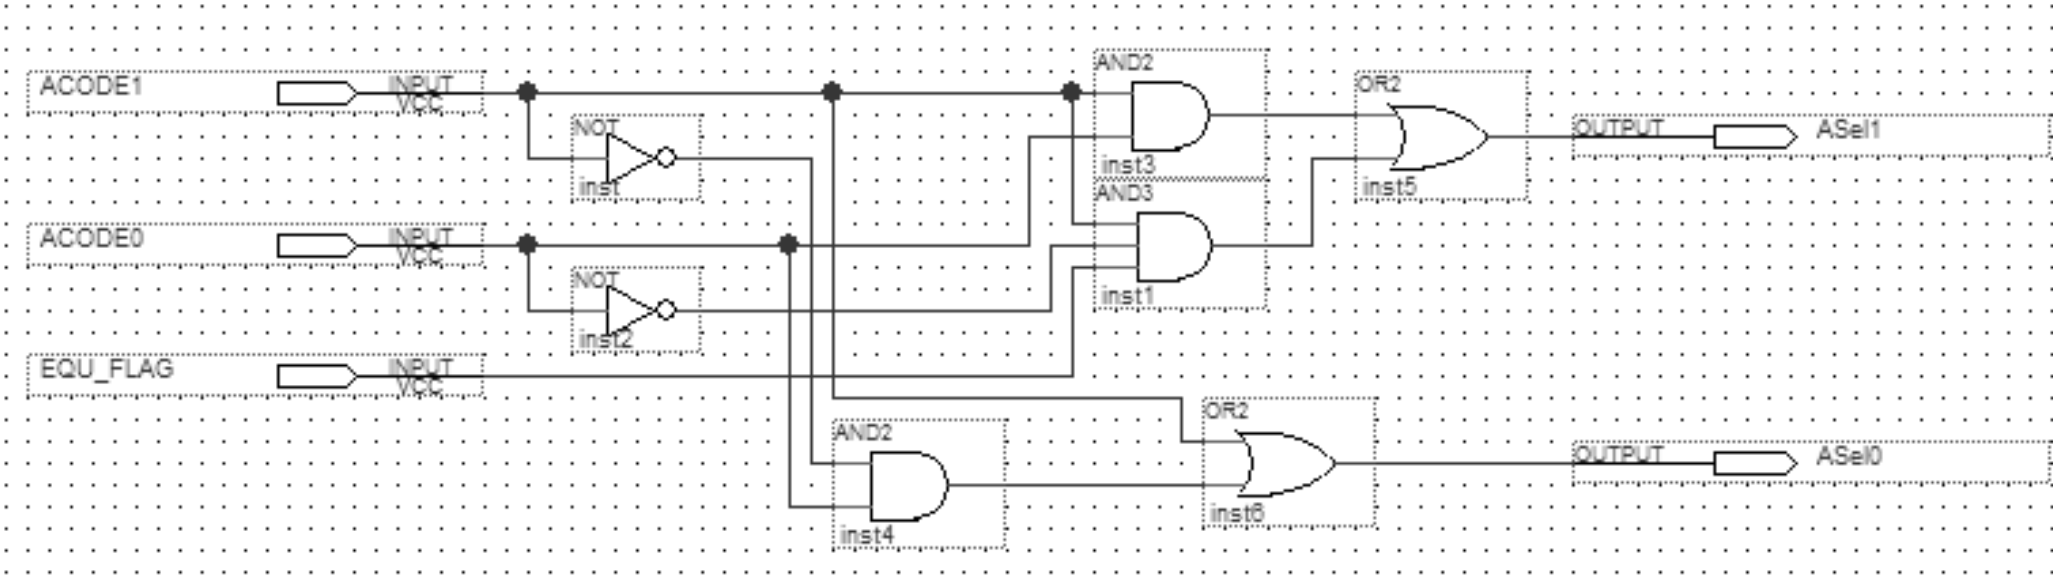 AND2
ACODE1 INPUT
VCC
OR2
NOT
OUTPUT ASel1
inst3
inst
inst5
AND3
ACODE0 INPUT
VCC
NOT
inst1
inst2
EQU_FLAG INPUT
VCC
OR2
AND2
OUTPUT ASel0
inst6
inst4